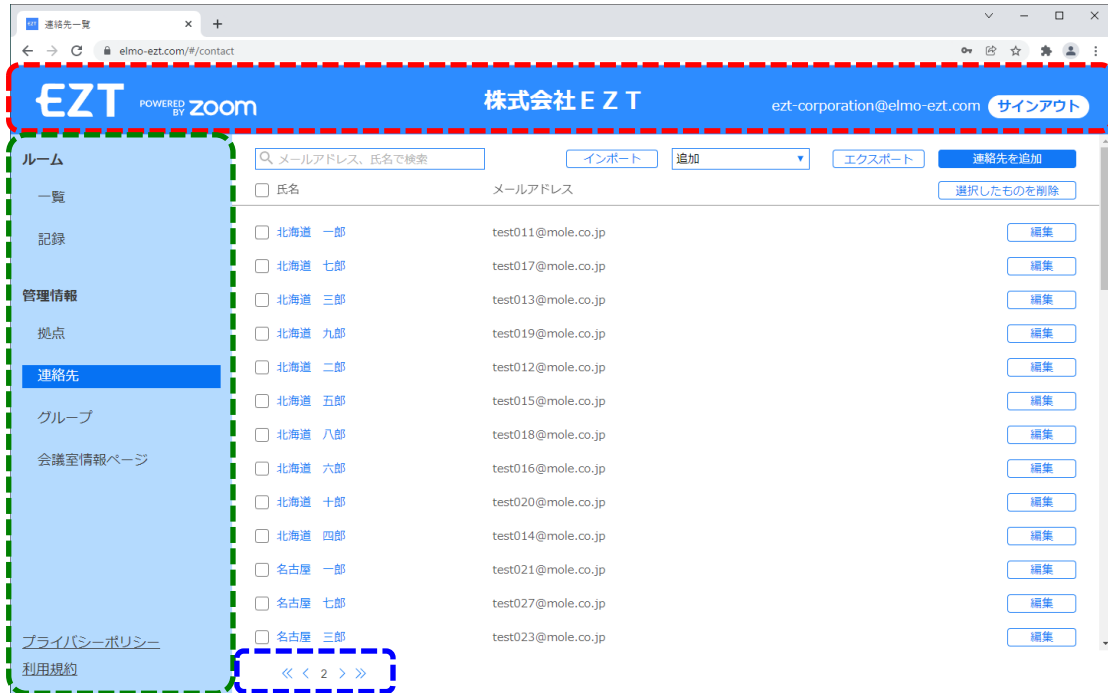 EZT 連絡先一覧
elmo-ezt.com/#/contact
EZT POWERED BY zoom 株式会社ＥＺＴ ezt-corporation@elmo-ezt.com サインアウト
ルーム
一覧
記録
管理情報
拠点
連絡先
グループ
会議室情報ページ
プライバシーポリシー
利用規約
メールアドレス、氏名で検索 インポート 追加 エクスポート 連絡先を追加
氏名 メールアドレス 選択したものを削除
北海道　一郎 test011@mole.co.jp 編集
北海道　七郎 test017@mole.co.jp 編集
北海道　三郎 test013@mole.co.jp 編集
北海道　九郎 test019@mole.co.jp 編集
北海道　二郎 test012@mole.co.jp 編集
北海道　五郎 test015@mole.co.jp 編集
北海道　八郎 test018@mole.co.jp 編集
北海道　六郎 test016@mole.co.jp 編集
北海道　十郎 test020@mole.co.jp 編集
北海道　四郎 test014@mole.co.jp 編集
名古屋　一郎 test021@mole.co.jp 編集
名古屋　七郎 test027@mole.co.jp 編集
名古屋　三郎 test023@mole.co.jp 編集
≪ < 2 > ≫